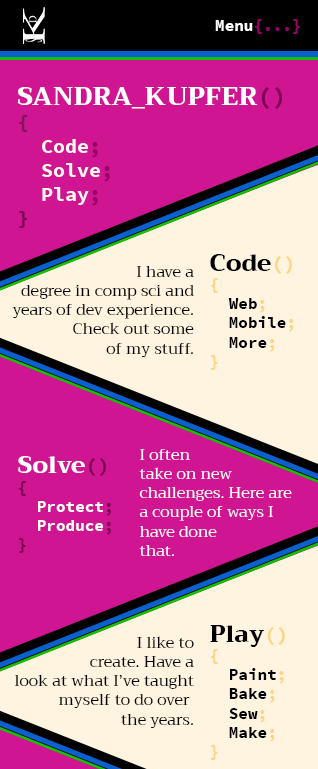 Menu{...}
SANDRA_KUPFER()
{
Code;
Solve;
Play;
}
I have a
degree in comp sci and
years of dev experience.
Check out some
of my stuff.
Code()
{
Web;
Mobile;
More;
}
Solve()
{
Protect;
Produce;
}
I often
take on new
challenges. Here are
a couple of ways I
have done
that.
I like to
create. Have a
look at what I’ve taught
myself to do over
the years.
Play()
{
Paint;
Bake;
Sew;
Make;
}